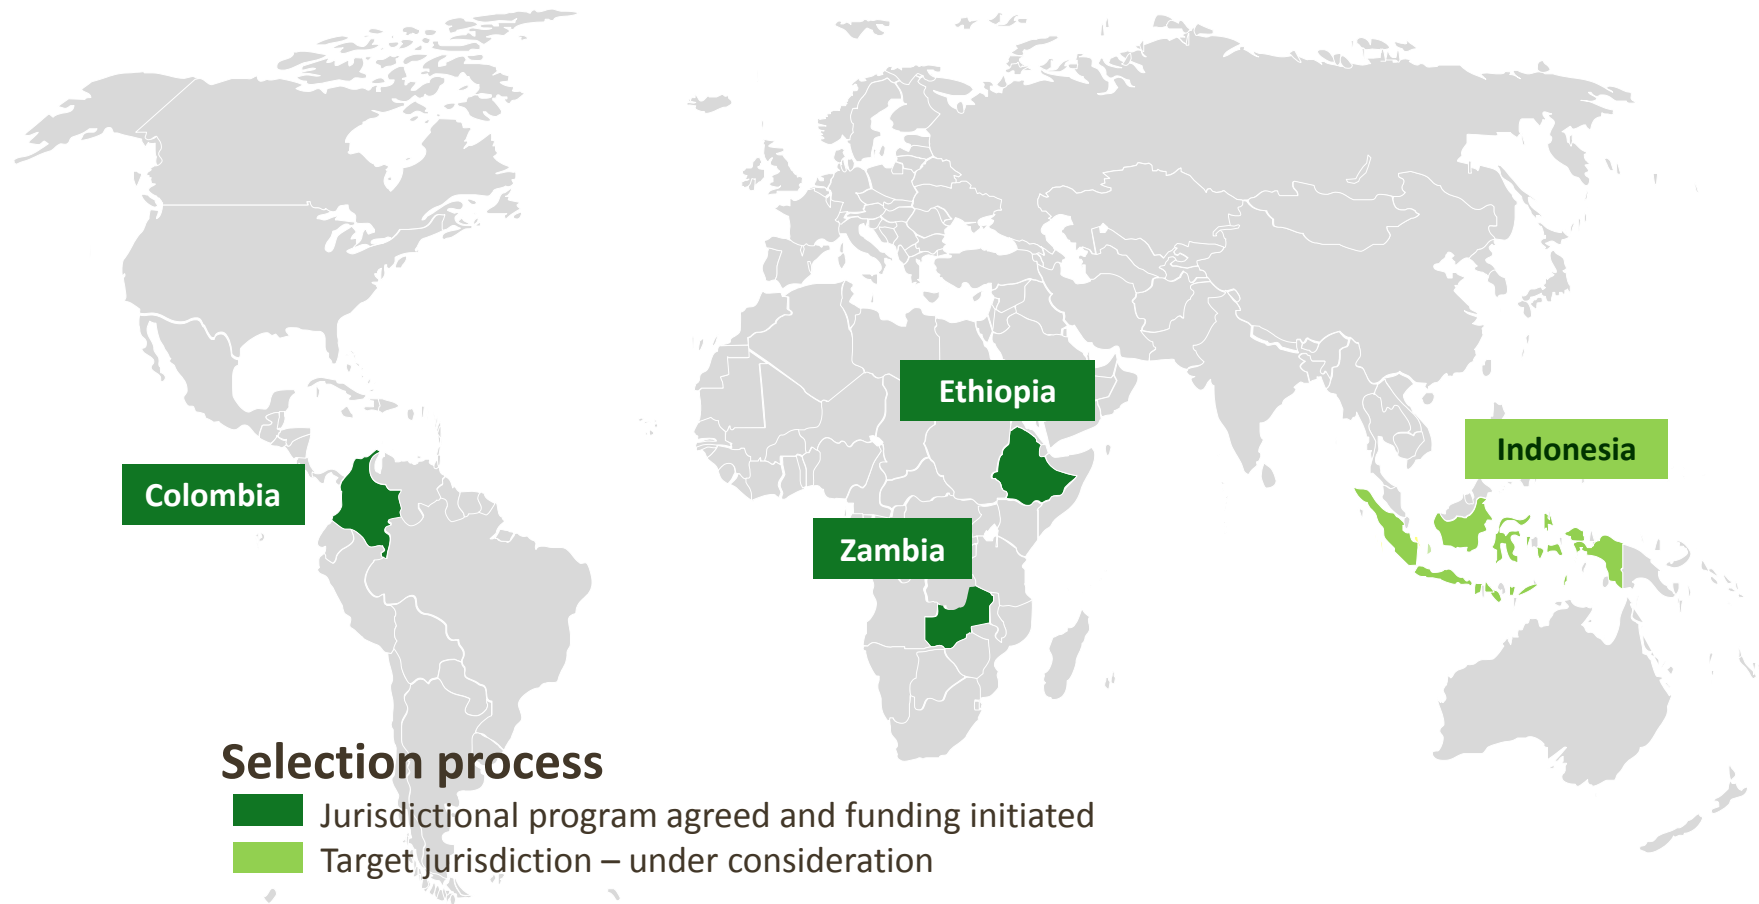 Ethiopia
Indonesia
Colombia
Zambia
Selection process
Jurisdictional program agreed and funding initiated
Target jurisdiction – under consideration